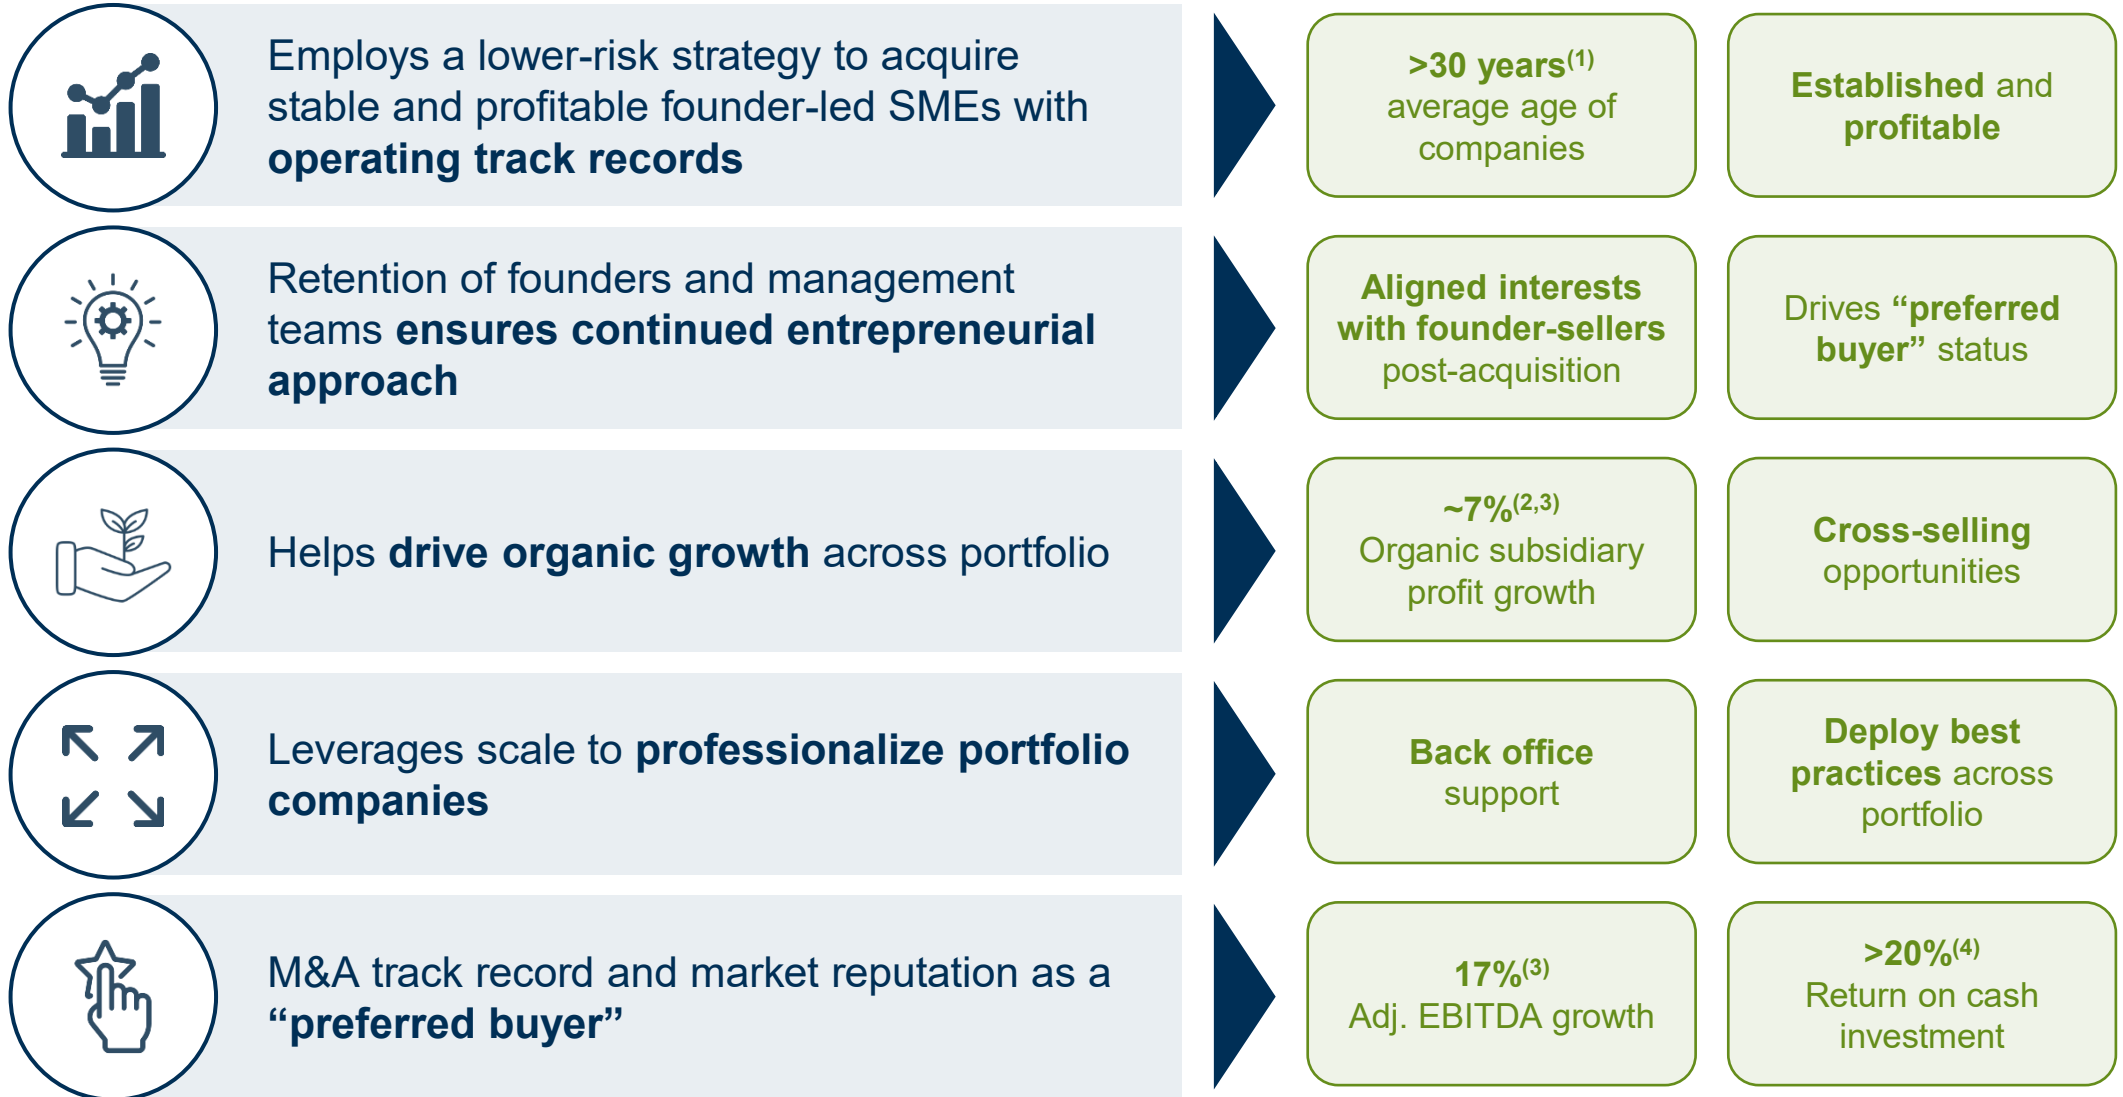 Employs a lower-risk strategy to acquire
stable and profitable founder-led SMEs with
operating track records
>30 years(1)
average age of
companies
Established and
profitable
Retention of founders and management
teams ensures continued entrepreneurial
approach
Aligned interests
with founder-sellers
post-acquisition
Drives “preferred
buyer” status
Helps drive organic growth across portfolio
~7%(2,3)
Organic subsidiary
profit growth
Cross-selling
opportunities
Leverages scale to professionalize portfolio
companies
Back office
support
Deploy best
practices across
portfolio
M&A track record and market reputation as a
“preferred buyer”
17%(3)
Adj. EBITDA growth
>20%(4)
Return on cash
investment